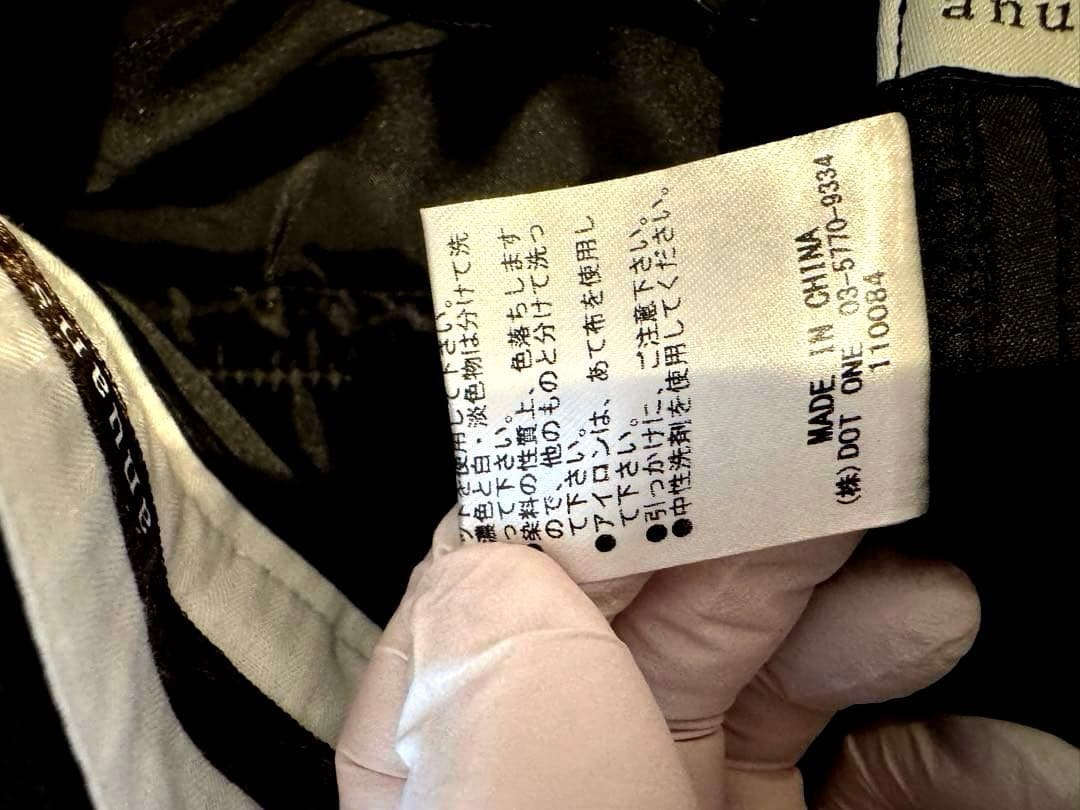 anu
ットを使用して下さい。
濃色と白・淡色物は分けて洗
って下さい。
●染料の性質上、色落ちします
ので、他のものと分けて洗っ
て下さい。
●アイロンは、あて布を使用し
て下さい。
●引っかけに、ご注意下さい。
●中性洗剤を使用してください。
MADE IN CHINA
(株)DOT ONE 03-5770-9334
110084